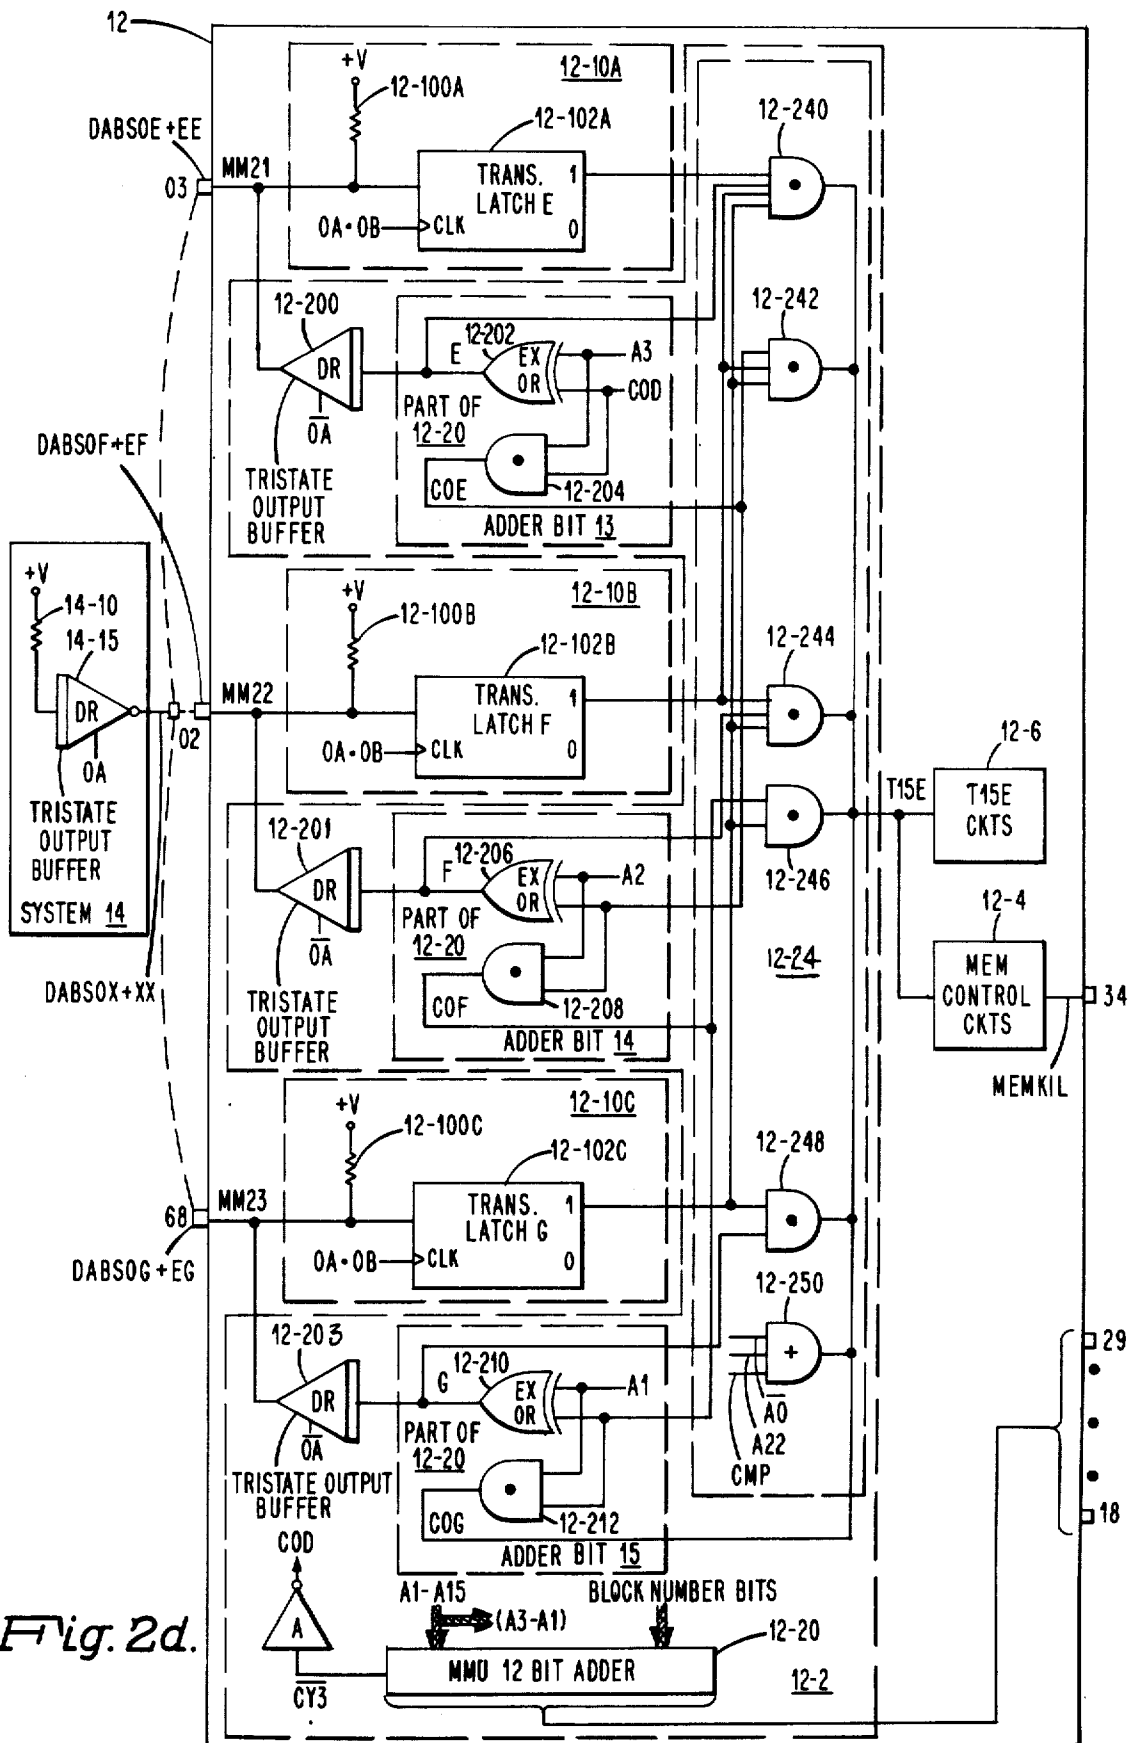 12
+V
12-10A
12-100A
12-102A
12-240
DABSOE+EE
03
MM21
TRANS.
LATCH E
1
0
0A•0B
CLK
12-200
DR
0A
TRISTATE
OUTPUT
BUFFER
E
12-202
EX
OR
A3
COD
PART OF
12-20
COE
12-204
ADDER BIT 13
12-242
DABSOF+EF
+V
14-10
14-15
DR
0A
TRISTATE
OUTPUT
BUFFER
SYSTEM 14
DABSOX+XX
02
MM22
+V
12-10B
12-100B
12-102B
TRANS.
LATCH F
1
0
0A•0B
CLK
12-244
12-246
12-24
12-201
DR
0A
TRISTATE
OUTPUT
BUFFER
F
12-206
EX
OR
A2
PART OF
12-20
COF
12-208
ADDER BIT 14
T15E
12-6
T15E
CKTS
12-4
MEM
CONTROL
CKTS
34
MEMKIL
+V
12-10C
12-100C
12-102C
68
MM23
DABSOG+EG
TRANS.
LATCH G
1
0
0A•0B
CLK
12-248
12-250
+
A0
A22
CMP
12-203
DR
0A
TRISTATE OUTPUT
BUFFER
G
12-210
EX
OR
A1
PART OF
12-20
COG
12-212
ADDER BIT 15
29
18
COD
A
CY3
A1-A15
(A3-A1)
BLOCK NUMBER BITS
12-20
MMU 12 BIT ADDER
12-2
Fig. 2d.